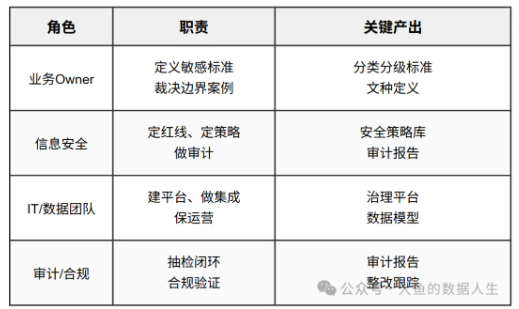 角色 职责 关键产出
业务Owner 定义敏感标准 分类分级标准
裁决边界案例 文种定义
信息安全 定红线、定策略 安全策略库
做审计 审计报告
IT/数据团队 建平台、做集成 治理平台
保运营 数据模型
审计/合规 抽检闭环 审计报告
合规验证 整改跟踪
公众号·大鱼的数据人生